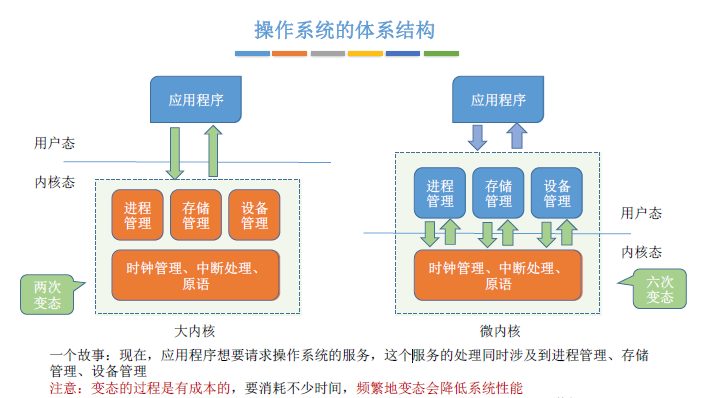 操作系统的体系结构
应用程序
用户态
内核态
进程
管理
存储
管理
设备
管理
时钟管理、中断处理、
原语
两次
变态
大内核
应用程序
进程
管理
存储
管理
设备
管理
用户态
内核态
时钟管理、中断处理、
原语
六次
变态
微内核
一个故事：现在，应用程序想要请求操作系统的服务，这个服务的处理同时涉及到进程管理、存储
管理、设备管理
注意：变态的过程是有成本的，要消耗不少时间，频繁地变态会降低系统性能